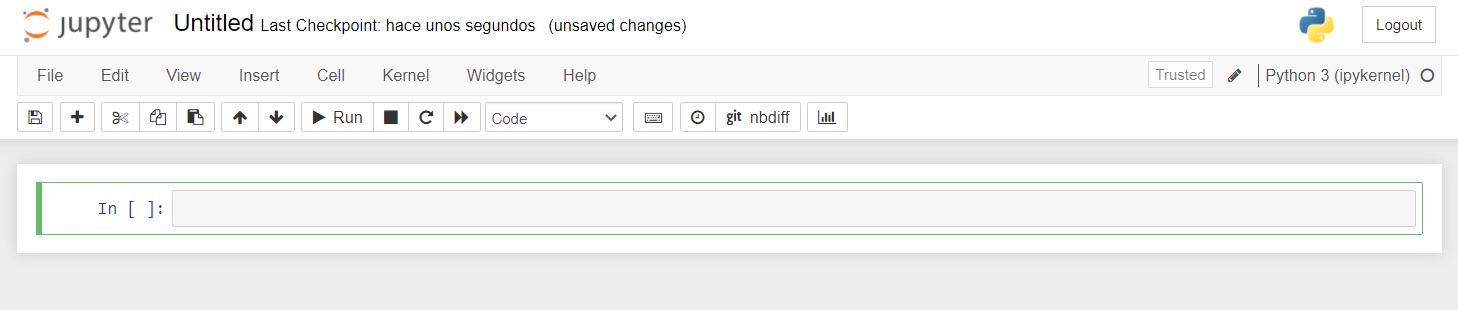 jupyter Untitled Last Checkpoint: hace unos segundos (unsaved changes) Logout
File Edit View Insert Cell Kernel Widgets Help Trusted Python 3 (ipykernel)
Run Code git nbdiff
In [ ]: